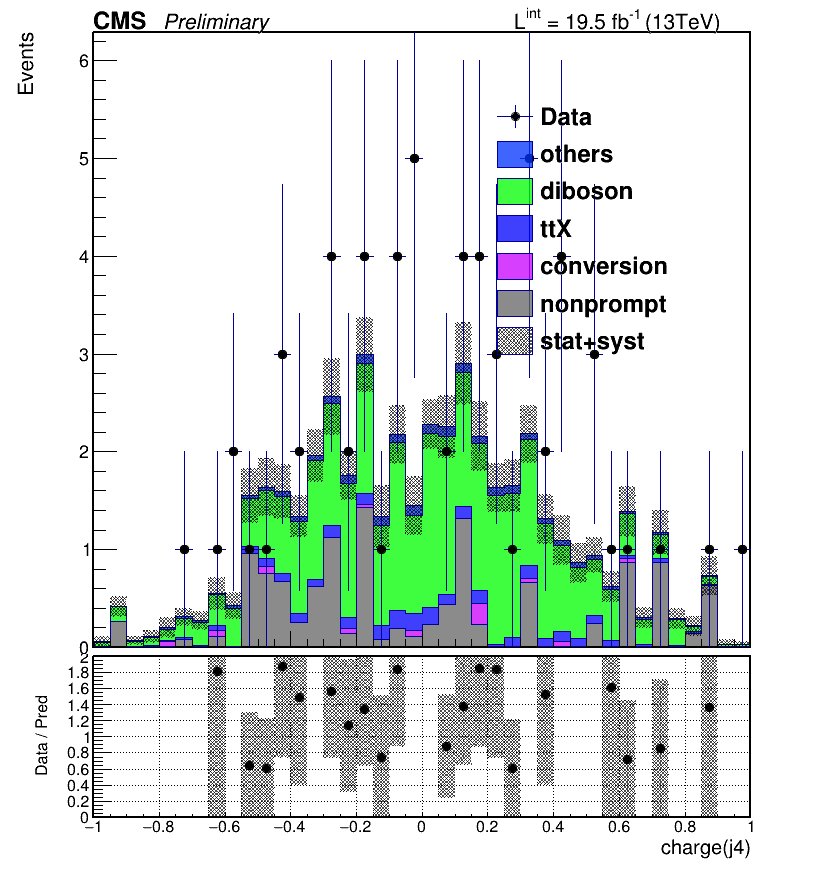 CMS Preliminary L^int = 19.5 fb^-1 (13TeV)
Events
6
5
4
3
2
1
0
Data
others
diboson
ttX
conversion
nonprompt
stat+syst
Data / Pred
2
1.8
1.6
1.4
1.2
1
0.8
0.6
0.4
0.2
0
−1 −0.8 −0.6 −0.4 −0.2 0 0.2 0.4 0.6 0.8 1
charge(j4)